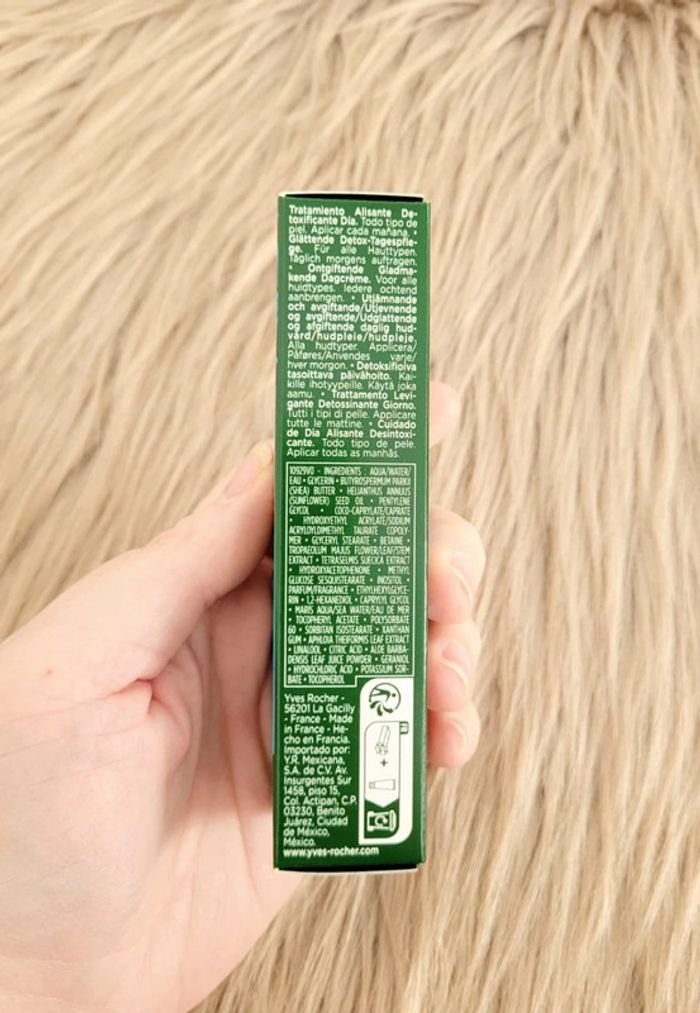 Tratamiento Alisante De-
toxificante Día. Todo tipo de
piel. Aplicar cada mañana. •
Glättende Detox-Tagespfle-
ge. Für alle Hauttypen.
Täglich morgens auftragen.
• Ontgiftende Gladma-
kende Dagcrème. Voor alle
huidtypes. Iedere ochtend
aanbrengen. • Utjämnande
och avgiftande/Utjevnende
og avgiftende/Udglattende
og afgiftende daglig hud-
vård/hudpleie/hudpleje.
Alla hudtyper. Applicera/
Påføres/Anvendes varje/
hver morgon. • Detoksifioiva
tasoittava päivähoito. Kai-
kille ihotyypeille. Käytä joka
aamu. • Trattamento Levi-
gante Detossinante Giorno.
Tutti i tipi di pelle. Applicare
tutte le mattine. • Cuidado
de Dia Alisante Desintoxi-
cante. Todo tipo de pele.
Aplicar todas as manhãs.
10929V0 - INGREDIENTS : AQUA/WATER/
EAU • GLYCERIN • BUTYROSPERMUM PARKII
(SHEA) BUTTER • HELIANTHUS ANNUUS
(SUNFLOWER) SEED OIL • PENTYLENE
GLYCOL • COCO-CAPRYLATE/CAPRATE
• HYDROXYETHYL ACRYLATE/SODIUM
ACRYLOYLDIMETHYL TAURATE COPOLY-
MER • GLYCERYL STEARATE • BETAINE •
TROPAEOLUM MAJUS FLOWER/LEAF/STEM
EXTRACT • TETRASELMIS SUECICA EXTRACT
• HYDROXYACETOPHENONE • METHYL
GLUCOSE SESQUISTEARATE • INOSITOL •
PARFUM/FRAGRANCE • ETHYLHEXYLGLYCE-
RIN • 1,2-HEXANEDIOL • CAPRYLYL GLYCOL
• MARIS AQUA/SEA WATER/EAU DE MER
• TOCOPHERYL ACETATE • POLYSORBATE
60 • SORBITAN ISOSTEARATE • XANTHAN
GUM • APHLOIA THEIFORMIS LEAF EXTRACT
• LINALOOL • CITRIC ACID • ALOE BARBA-
DENSIS LEAF JUICE POWDER • GERANIOL
• HYDROCHLORIC ACID • POTASSIUM SOR-
BATE • TOCOPHEROL
Yves Rocher -
56201 La Gacilly
- France - Made
in France - He-
cho en Francia.
Importado por:
Y.R. Mexicana,
S.A. de C.V. Av.
Insurgentes Sur
1458, piso 15,
Col. Actipan, C.P.
03230, Benito
Juárez, Ciudad
de México,
México.
www.yves-rocher.com
+